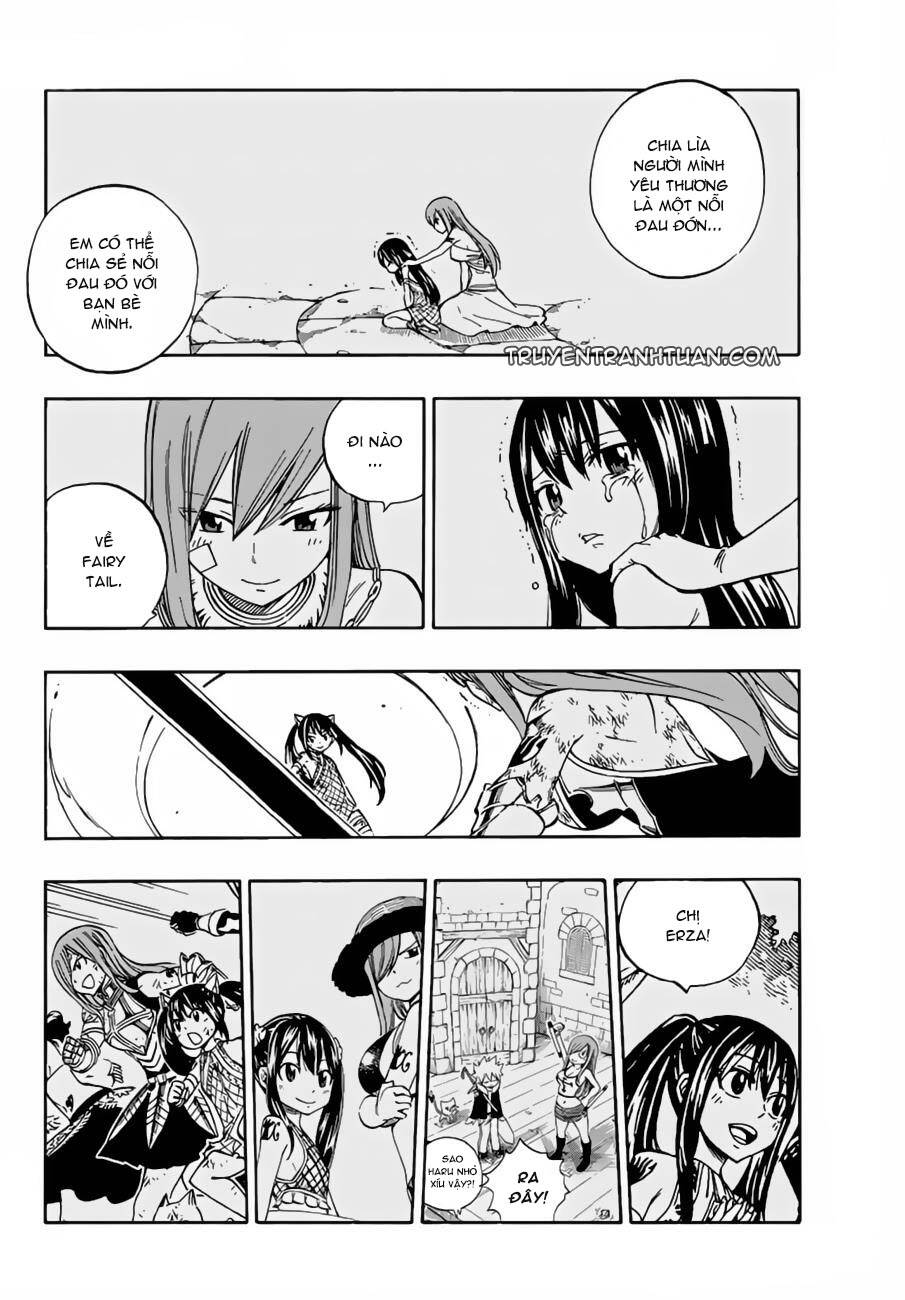 CHIA LÌA
NGƯỜI MÌNH
YÊU THƯƠNG
LÀ MỘT NỖI
ĐAU ĐỚN...
EM CÓ THỂ
CHIA SẺ NỖI
ĐAU ĐÓ VỚI
BẠN BÈ
MÌNH.
TRUYENTRANHTUAN.COM
ĐI NÀO
...
VỀ
FAIRY
TAIL.
SAO
HARU NHỎ
XÍU VẬY?!
RA
ĐÂY!
CHỊ
ERZA!